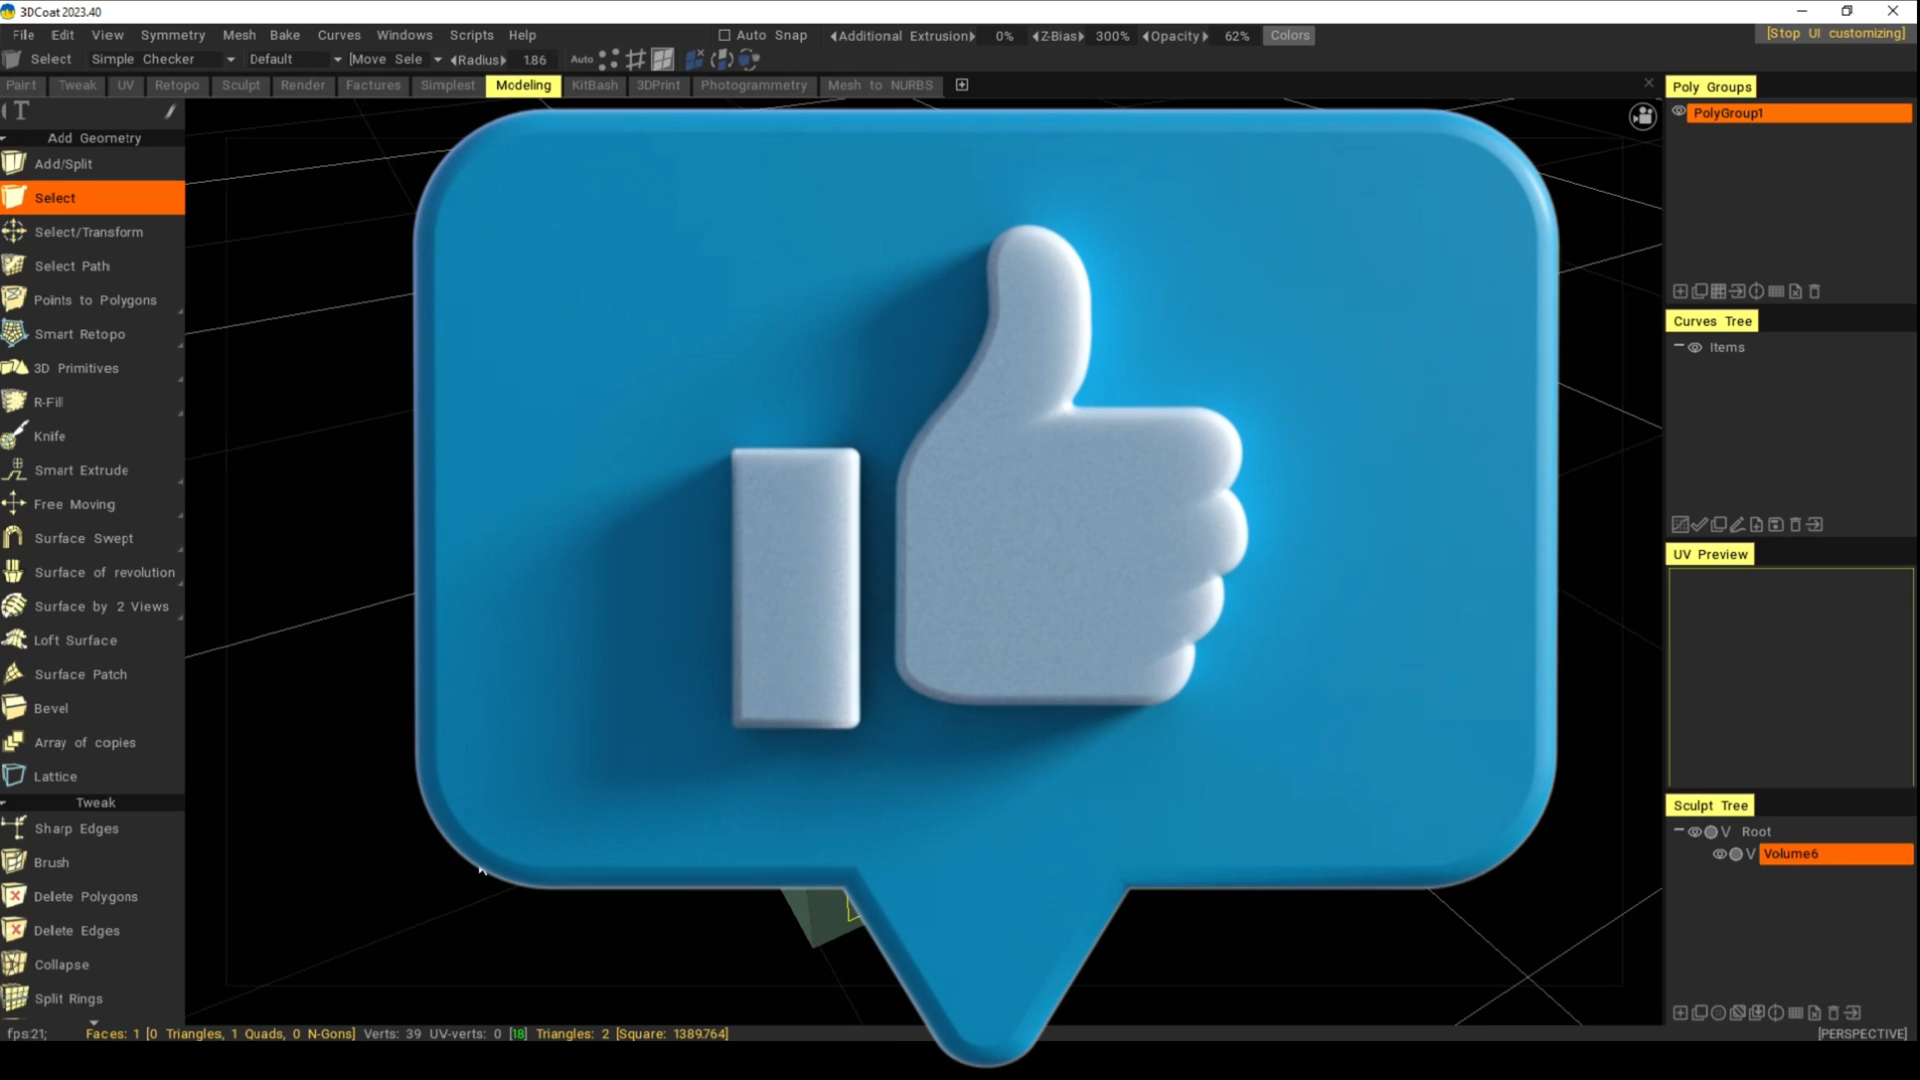 3DCoat 2023.40
File Edit View Symmetry Mesh Bake Curves Windows Scripts Help
Auto Snap Additional Extrusion 0% Z-Bias 300% Opacity 62% Colors
[Stop UI customizing]
Select Simple Checker Default [Move Sele Radius 1.86 Auto
Paint Tweak UV Retopo Sculpt Render Factures Simplest Modeling KitBash 3DPrint Photogrammetry Mesh to NURBS
T
Add Geometry
Add/Split
Select
Select/Transform
Select Path
Points to Polygons
Smart Retopo
3D Primitives
R-Fill
Knife
Smart Extrude
Free Moving
Surface Swept
Surface of revolution
Surface by 2 Views
Loft Surface
Surface Patch
Bevel
Array of copies
Lattice
Tweak
Sharp Edges
Brush
Delete Polygons
Delete Edges
Collapse
Split Rings
Poly Groups
PolyGroup1
Curves Tree
Items
UV Preview
Sculpt Tree
V Root
V Volume6
fps:21; Faces: 1 [0 Triangles, 1 Quads, 0 N-Gons] Verts: 39 UV-verts: 0 [18] Triangles: 2 [Square: 1389.764]
[PERSPECTIVE]